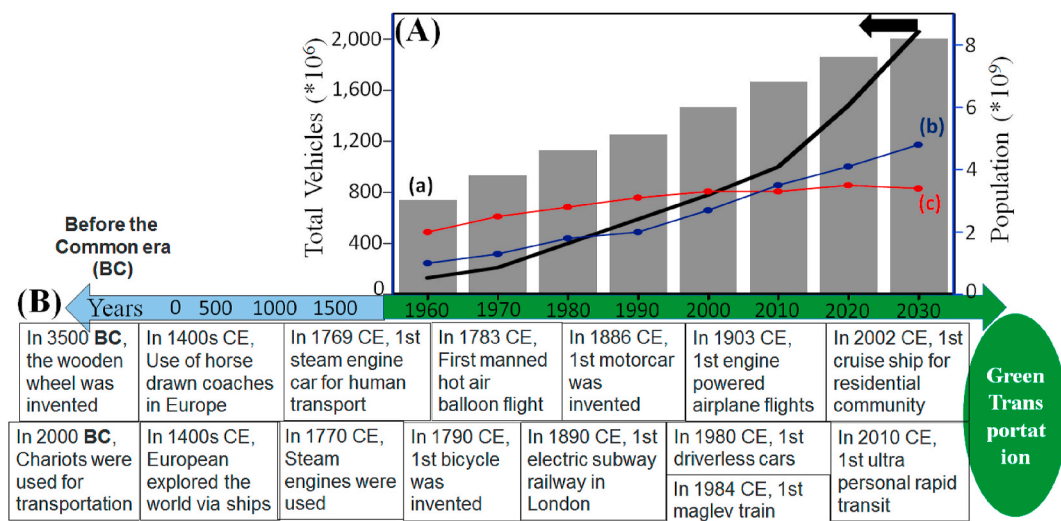 (A)
Total Vehicles (*10⁶)
2,000
1,600
1,200
800
400
0
8
6
4
2
0
Population (*10⁹)
(a)
(b)
(c)
Before the
Common era
(BC)
(B)
Years 0 500 1000 1500
1960 1970 1980 1990 2000 2010 2020 2030
In 3500 BC,
the wooden
wheel was
invented
In 1400s CE,
Use of horse
drawn coaches
in Europe
In 1769 CE, 1st
steam engine
car for human
transport
In 1783 CE,
First manned
hot air
balloon flight
In 1886 CE,
1st motorcar
was
invented
In 1903 CE,
1st engine
powered
airplane flights
In 2002 CE, 1st
cruise ship for
residential
community
In 2000 BC,
Chariots were
used for
transportation
In 1400s CE,
European
explored the
world via ships
In 1770 CE,
Steam
engines were
used
In 1790 CE,
1st bicycle
was
invented
In 1890 CE, 1st
electric subway
railway in
London
In 1980 CE, 1st
driverless cars
In 1984 CE, 1st
maglev train
In 2010 CE,
1st ultra
personal rapid
transit
Green
Trans
portat
ion